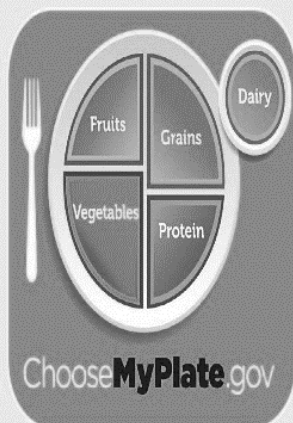 Dairy
Fruits
Grains
Vegetables
Protein
ChooseMyPlate.gov